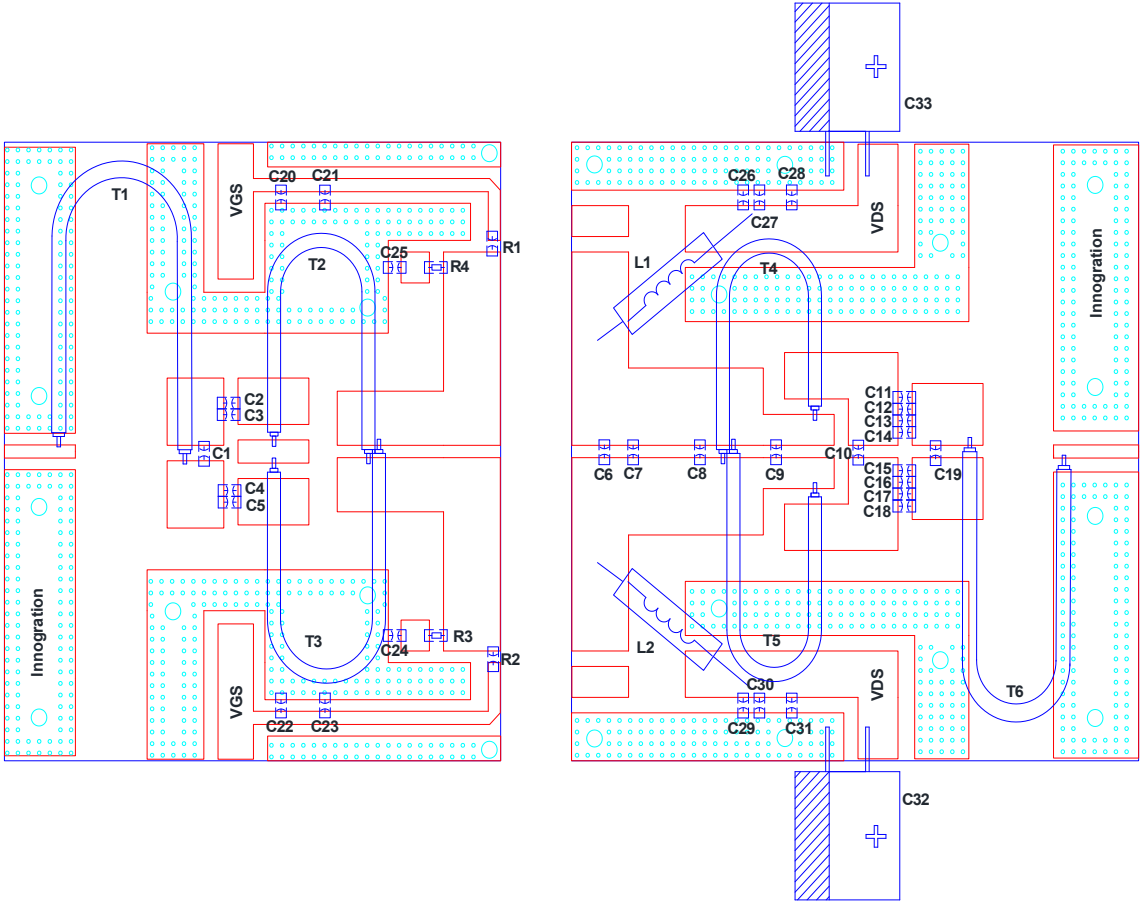 C33
T1
C20 C21
VGS
C25
R1
T2
R4
C2
C3
C1
C4
C5
Innogration
T3
C24
R3
R2
VGS
C22 C23
C26 C28
C27
VDS
L1
T4
Innogration
C11
C12
C13
C14
C6 C7 C8 C9 C10
C19
C15
C16
C17
C18
L2
T5
VDS
T6
C30
C29 C31
C32